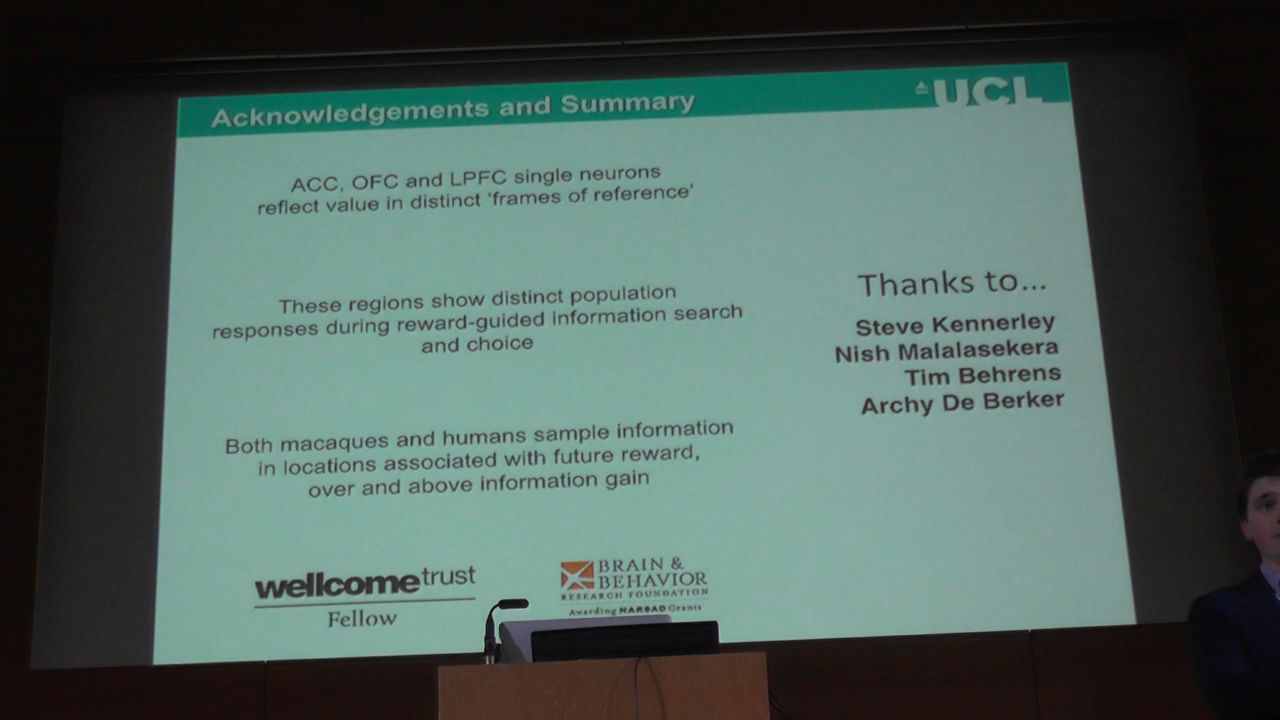 Acknowledgements and Summary
UCL
ACC, OFC and LPFC single neurons
reflect value in distinct 'frames of reference'
These regions show distinct population
responses during reward-guided information search
and choice
Both macaques and humans sample information
in locations associated with future reward,
over and above information gain
Thanks to...
Steve Kennerley
Nish Malalasekera
Tim Behrens
Archy De Berker
wellcometrust
Fellow
BRAIN &
BEHAVIOR
RESEARCH FOUNDATION
Awarding NARSAD Grants